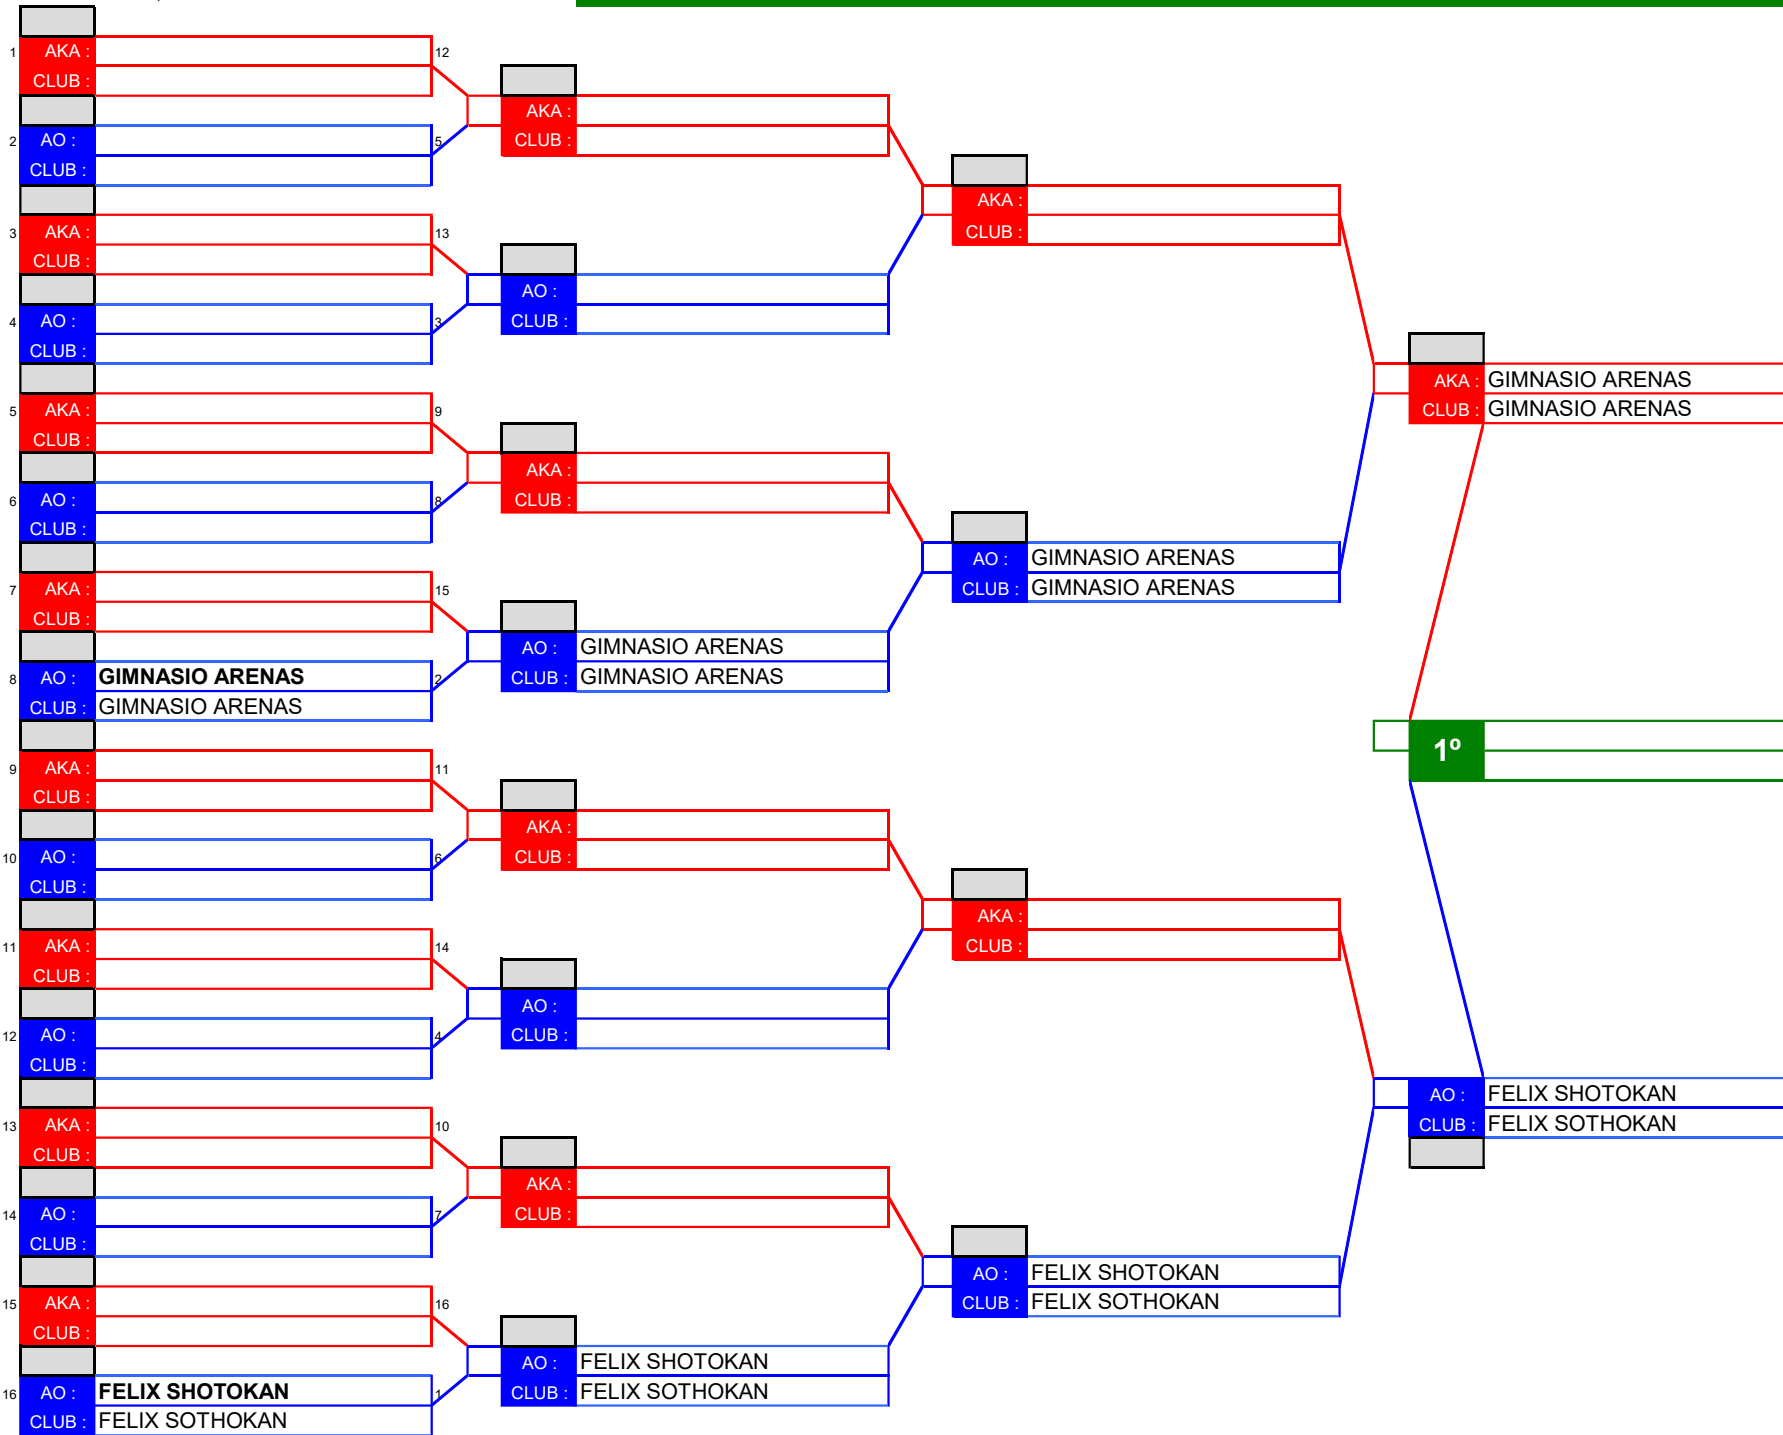 1 AKA : 12
CLUB :
2 AO : 5
CLUB :
3 AKA : 13
CLUB :
4 AO : 3
CLUB :
5 AKA : 9
CLUB :
6 AO : 8
CLUB :
7 AKA : 15
CLUB :
8 AO : GIMNASIO ARENAS 2
CLUB : GIMNASIO ARENAS
9 AKA : 11
CLUB :
10 AO : 6
CLUB :
11 AKA : 14
CLUB :
12 AO : 4
CLUB :
13 AKA : 10
CLUB :
14 AO : 7
CLUB :
15 AKA : 16
CLUB :
16 AO : FELIX SHOTOKAN 1
CLUB : FELIX SOTHOKAN
AKA :
CLUB :
AO :
CLUB :
AKA :
CLUB :
AO : GIMNASIO ARENAS
CLUB : GIMNASIO ARENAS
AKA :
CLUB :
AO :
CLUB :
AKA :
CLUB :
AO : FELIX SHOTOKAN
CLUB : FELIX SOTHOKAN
AKA :
CLUB :
AO : GIMNASIO ARENAS
CLUB : GIMNASIO ARENAS
AKA :
CLUB :
AO : FELIX SHOTOKAN
CLUB : FELIX SOTHOKAN
AKA : GIMNASIO ARENAS
CLUB : GIMNASIO ARENAS
1º
AO : FELIX SHOTOKAN
CLUB : FELIX SOTHOKAN